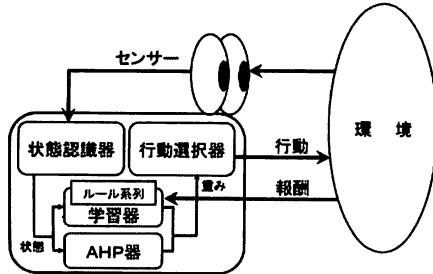 センサー
環 境
状態認識器
行動選択器
行動
報酬
ルール系列
重み
学習器
状態
AHP器